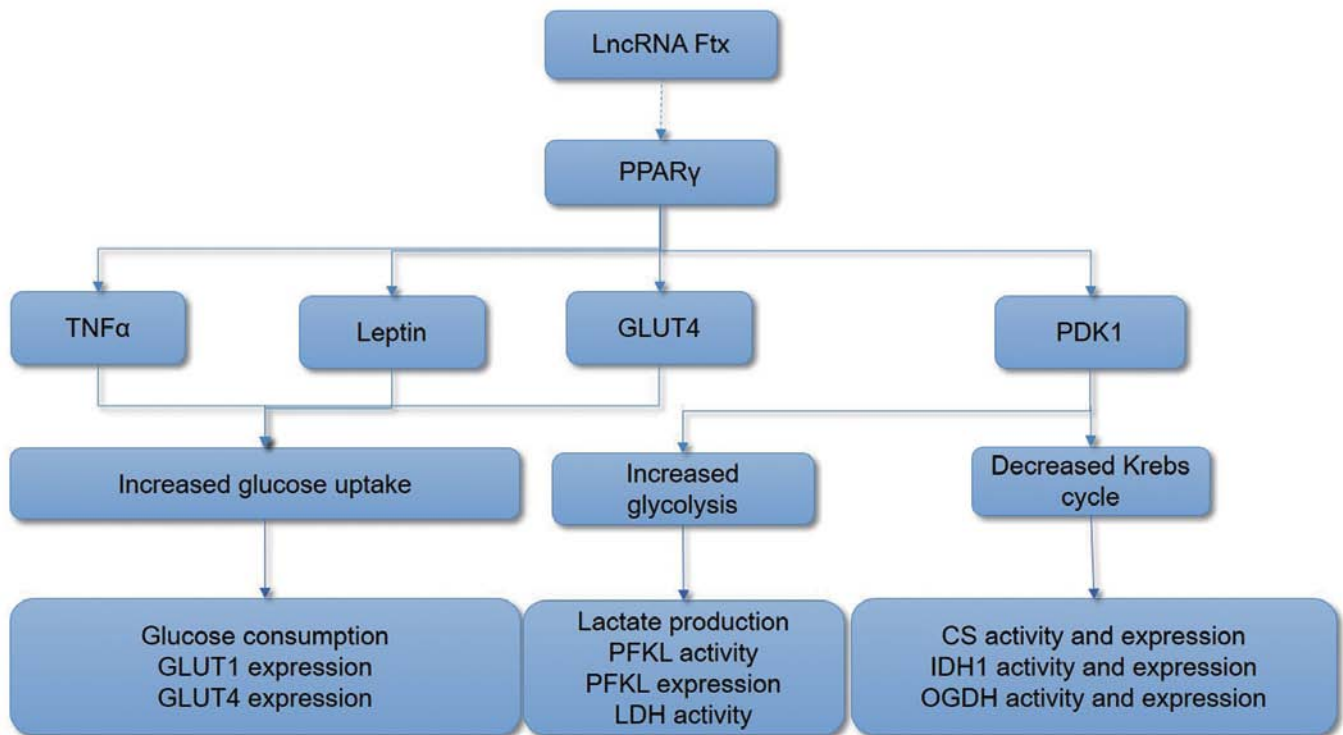 LncRNA Ftx
PPARγ
TNFα
Leptin
GLUT4
PDK1
Increased glucose uptake
Increased
glycolysis
Decreased Krebs
cycle
Glucose consumption
GLUT1 expression
GLUT4 expression
Lactate production
PFKL activity
PFKL expression
LDH activity
CS activity and expression
IDH1 activity and expression
OGDH activity and expression